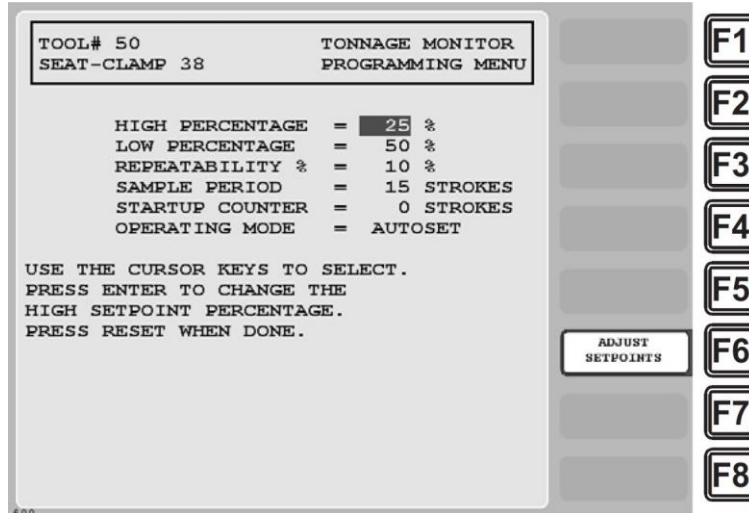 TOOL# 50 TONNAGE MONITOR
SEAT-CLAMP 38 PROGRAMMING MENU
HIGH PERCENTAGE = 25 %
LOW PERCENTAGE = 50 %
REPEATABILITY % = 10 %
SAMPLE PERIOD = 15 STROKES
STARTUP COUNTER = 0 STROKES
OPERATING MODE = AUTOSET
USE THE CURSOR KEYS TO SELECT.
PRESS ENTER TO CHANGE THE
HIGH SETPOINT PERCENTAGE.
PRESS RESET WHEN DONE.
ADJUST
SETPOINTS
F1
F2
F3
F4
F5
F6
F7
F8